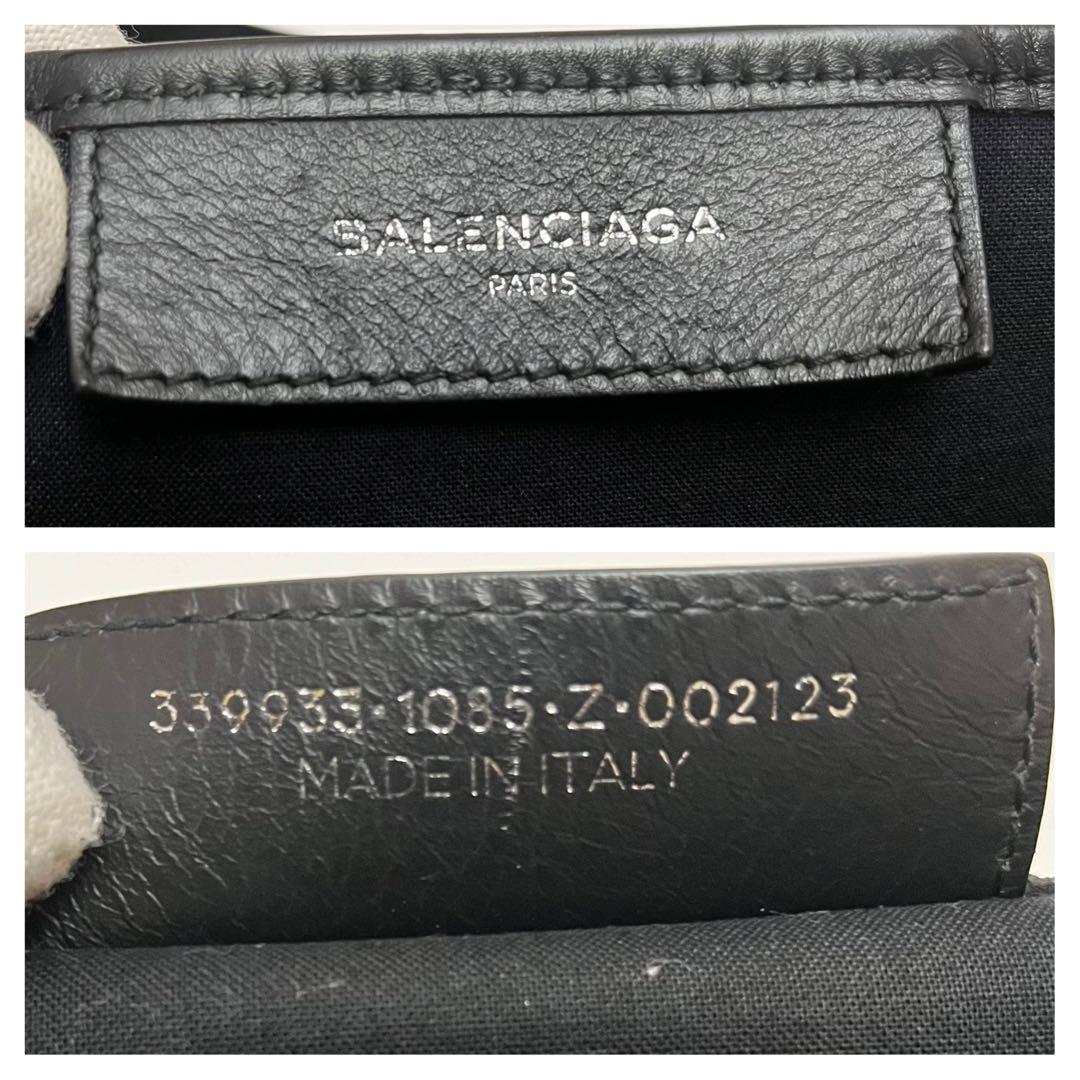 BALENCIAGA
PARIS
339933·1085·Z·002123
MADE IN ITALY